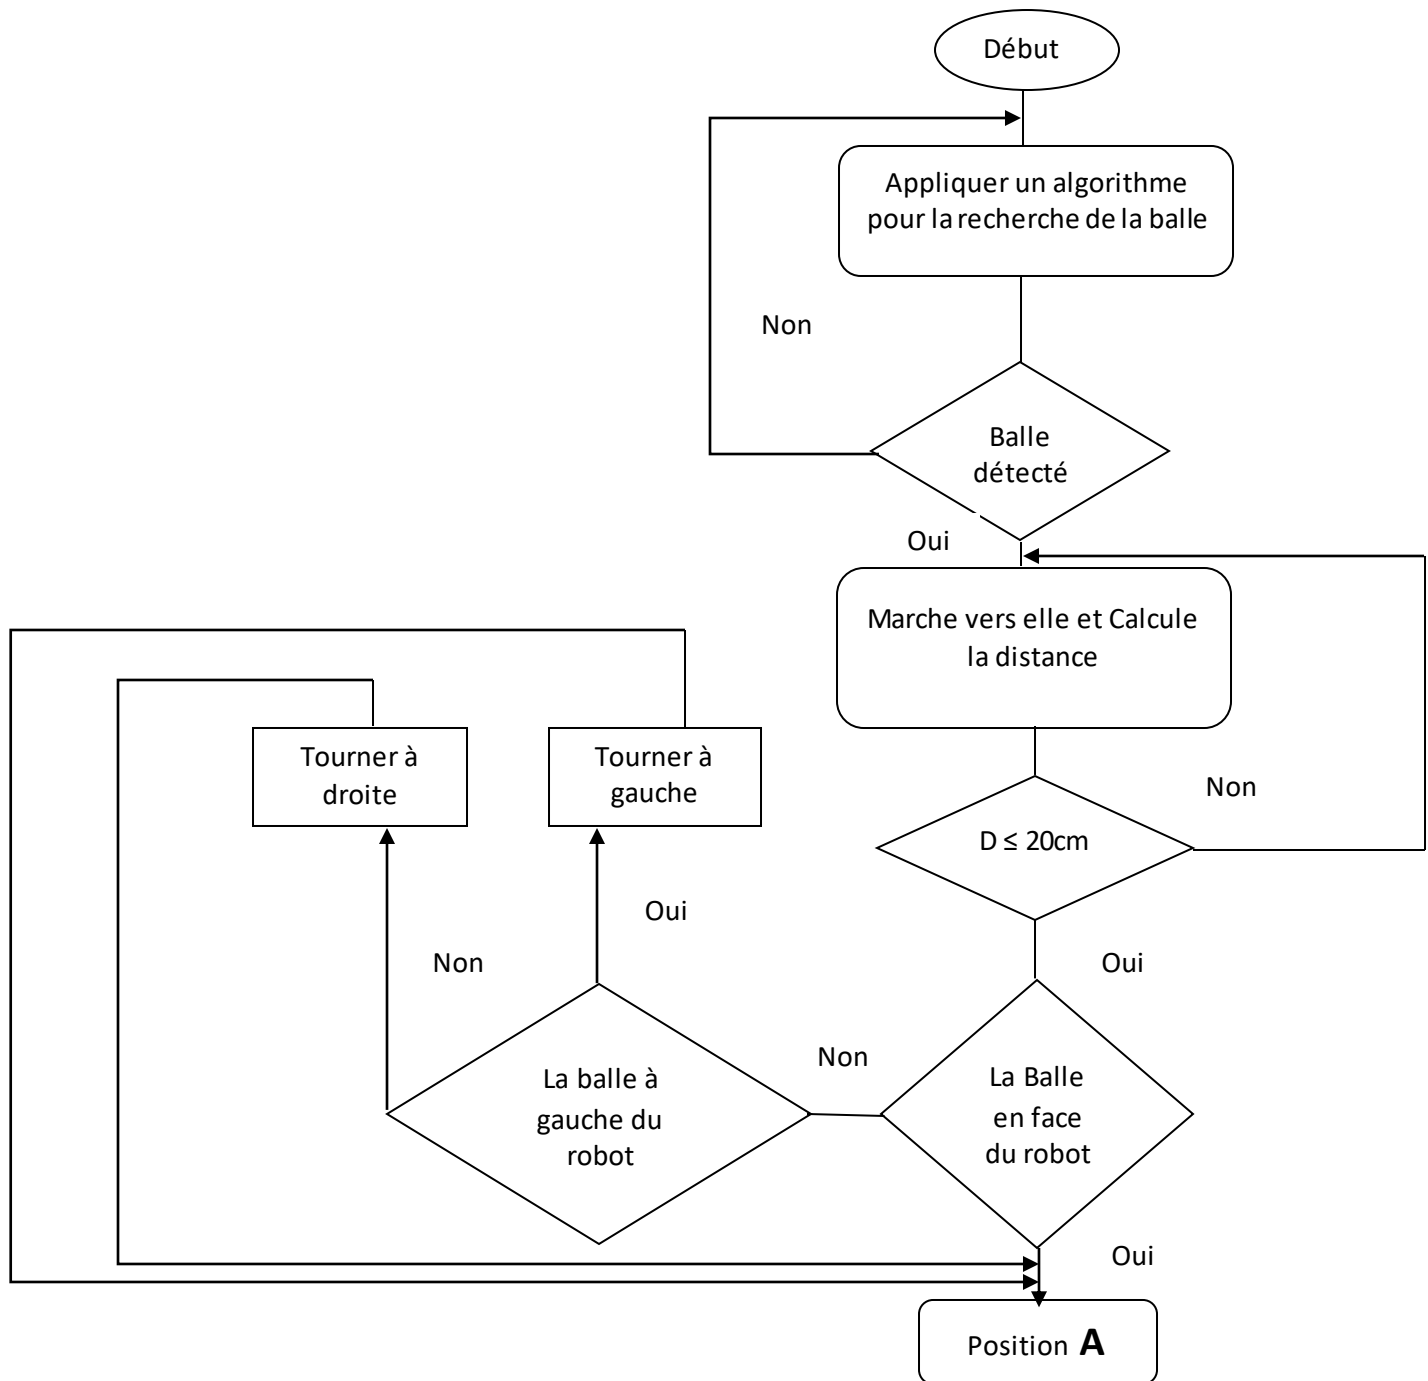 Début
Appliquer un algorithme
pour la recherche de la balle
Non
Balle
détecté
Oui
Marche vers elle et Calcule
la distance
Tourner à
droite
Tourner à
gauche
Non
D ≤ 20cm
Oui
Non
Oui
Non
La balle à
gauche du
robot
La Balle
en face
du robot
Oui
Position A